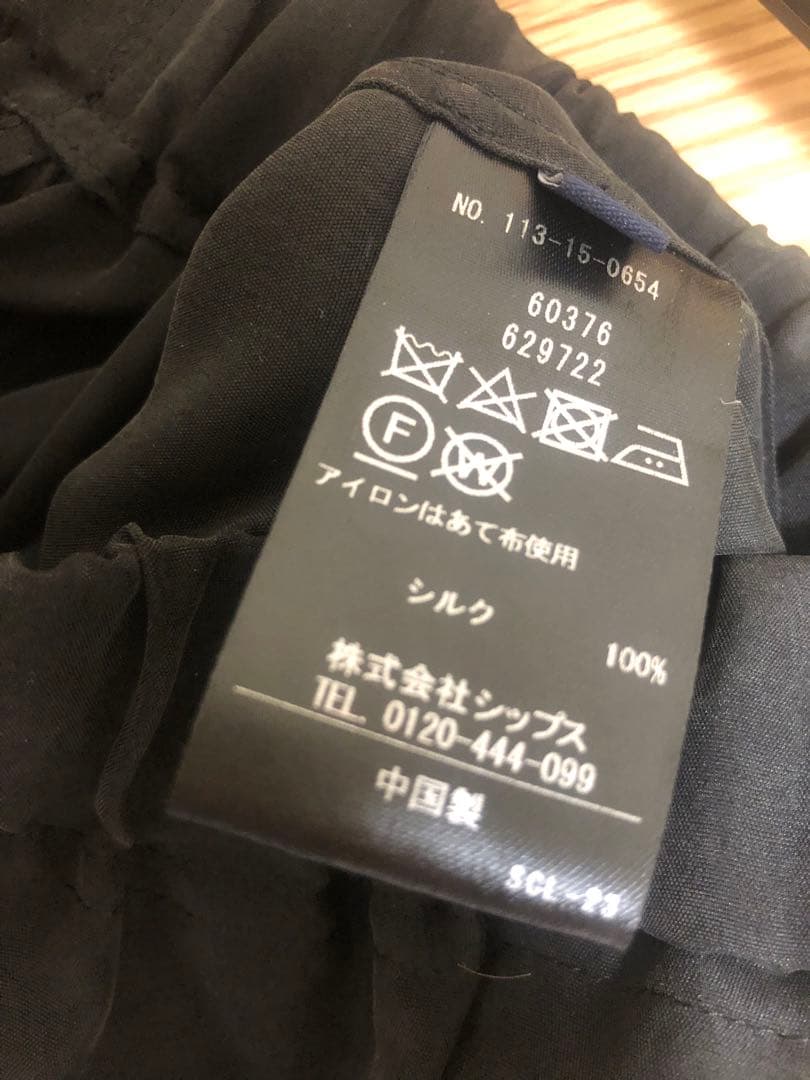 NO. 113-15-0654
60376
629722
F
W
アイロンはあて布使用
シルク 100%
株式会社シップス
TEL. 0120-444-099
中国製
SCL-23